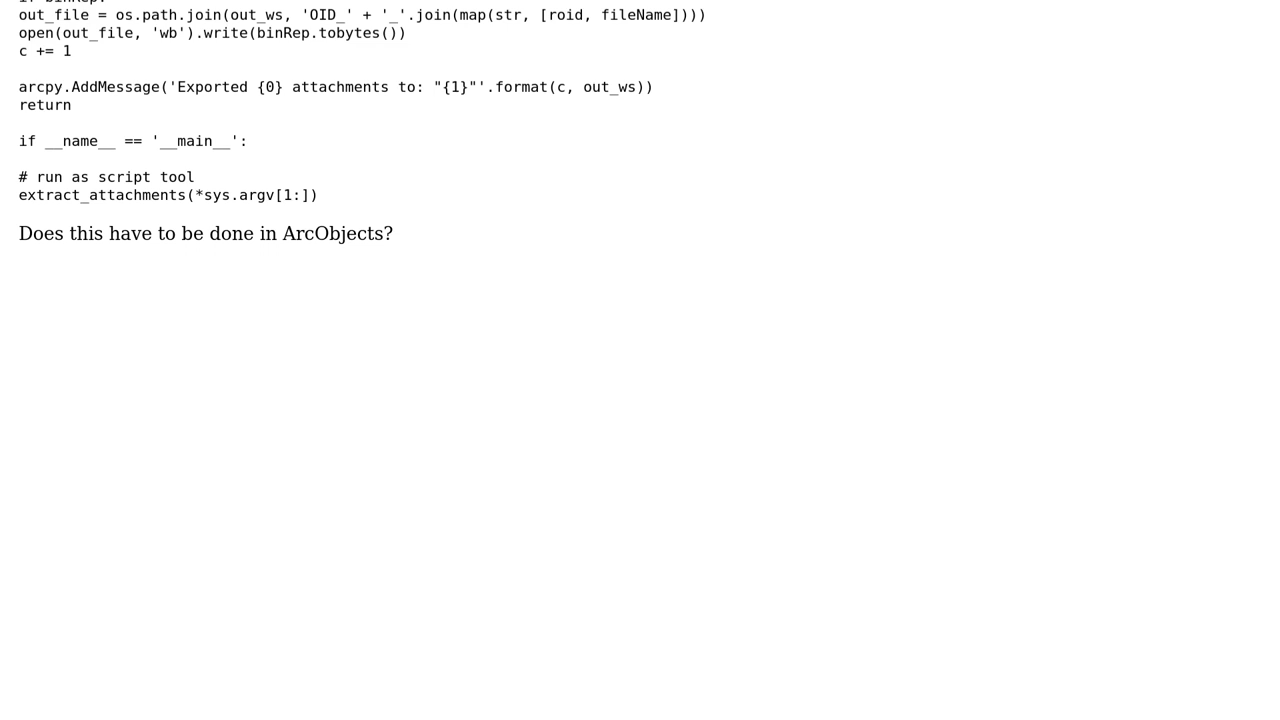 out_file = os.path.join(out_ws, 'OID_' + '_'.join(map(str, [roid, fileName])))
open(out_file, 'wb').write(binRep.tobytes())
c += 1
arcpy.AddMessage('Exported {0} attachments to: "{1}"'.format(c, out_ws))
return
if __name__ == '__main__':
# run as script tool
extract_attachments(*sys.argv[1:])
Does this have to be done in ArcObjects?